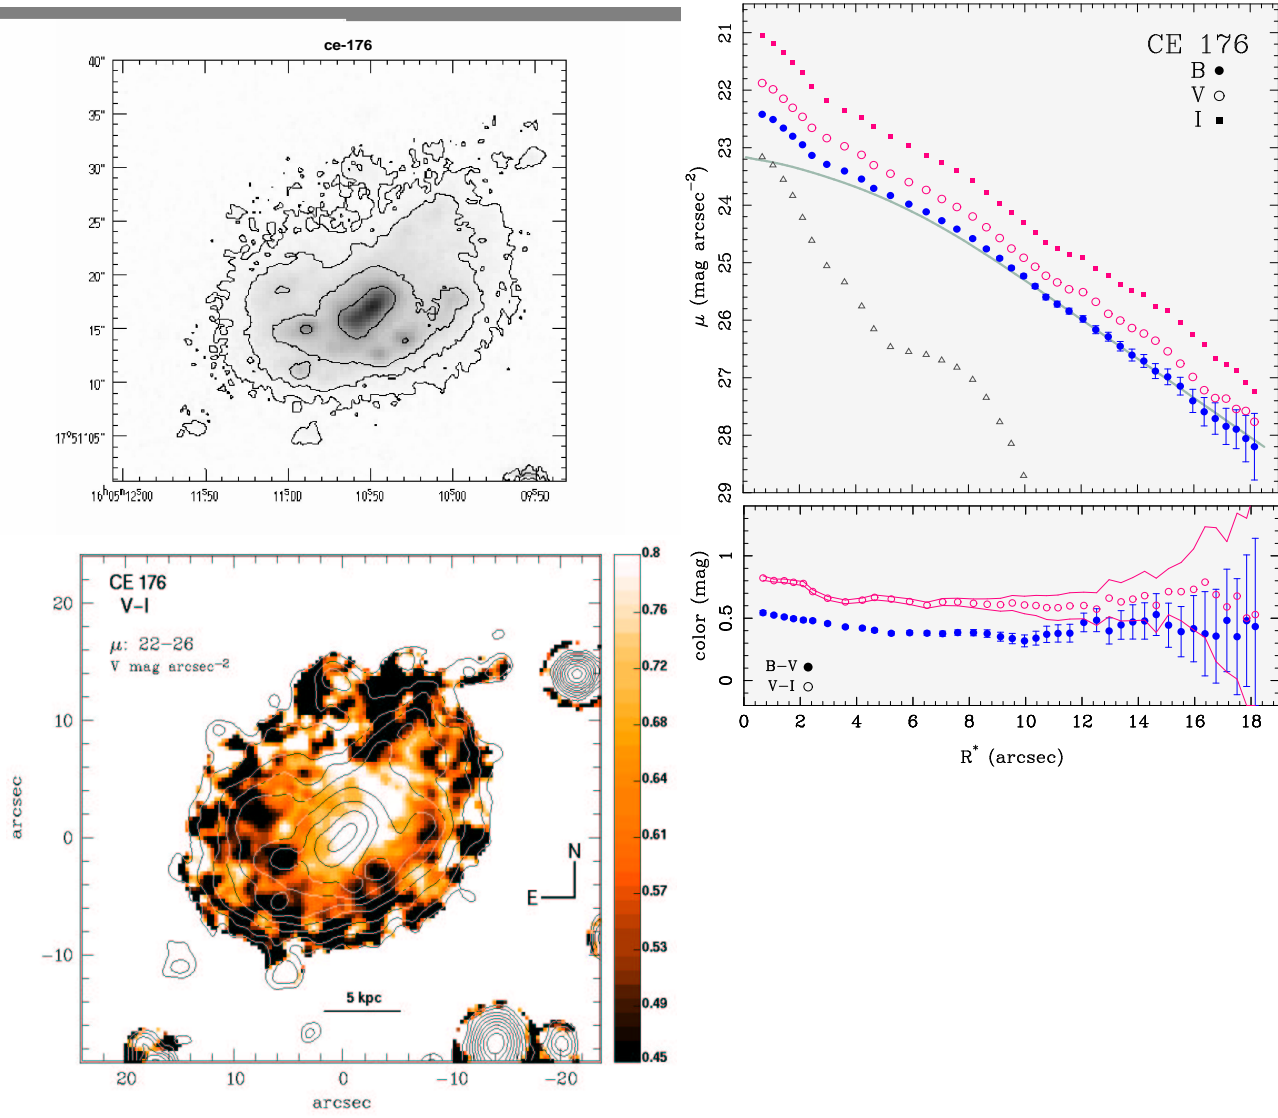 ce-176
40"
35"
30"
25"
20"
15"
10"
17°51'05"
16h05m12s00 11s50 11s00 10s50 10s00 09s50
CE 176
V-I
μ: 22-26
V mag arcsec-2
20
10
0
-10
arcsec
N
E
5 kpc
20 10 0 -10 -20
arcsec
0.8
0.76
0.72
0.68
0.64
0.61
0.57
0.53
0.49
0.45
CE 176
B
V
I
21
22
23
24
25
26
27
28
29
μ (mag arcsec-2)
1
0.5
0
color (mag)
B-V
V-I
0 2 4 6 8 10 12 14 16 18
R* (arcsec)